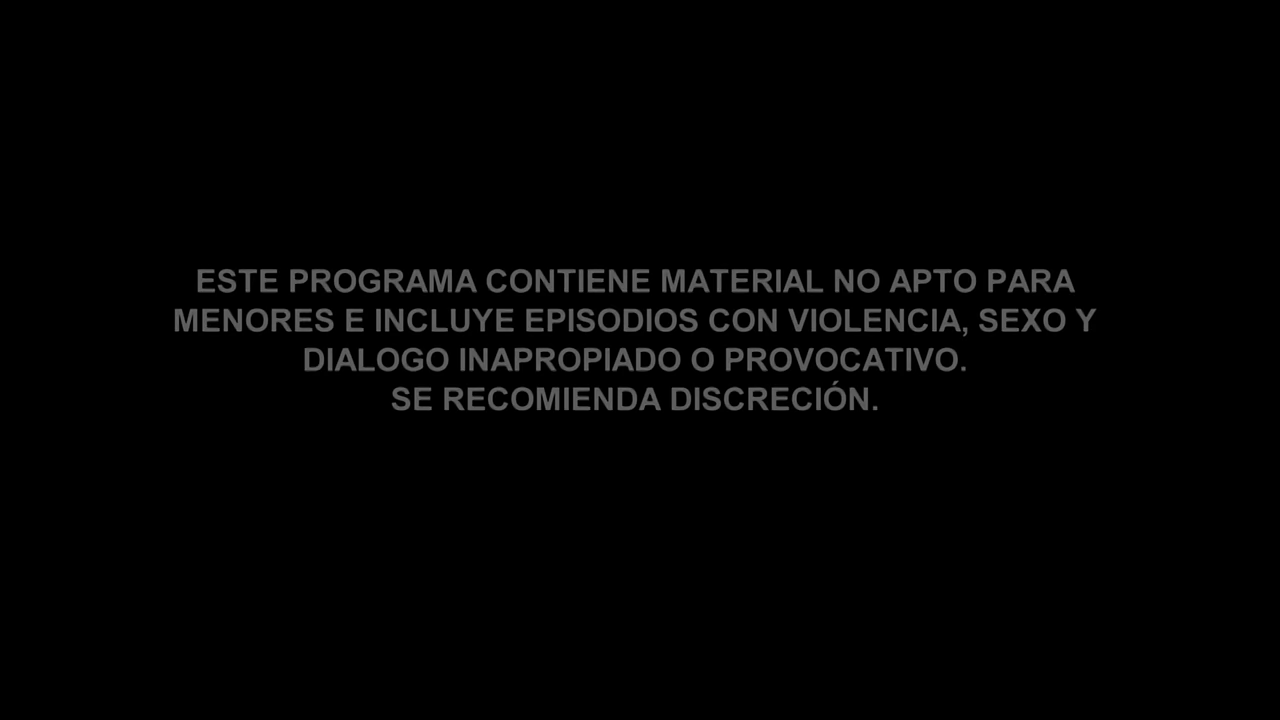 ESTE PROGRAMA CONTIENE MATERIAL NO APTO PARA
MENORES E INCLUYE EPISODIOS CON VIOLENCIA, SEXO Y
DIALOGO INAPROPIADO O PROVOCATIVO.
SE RECOMIENDA DISCRECIÓN.